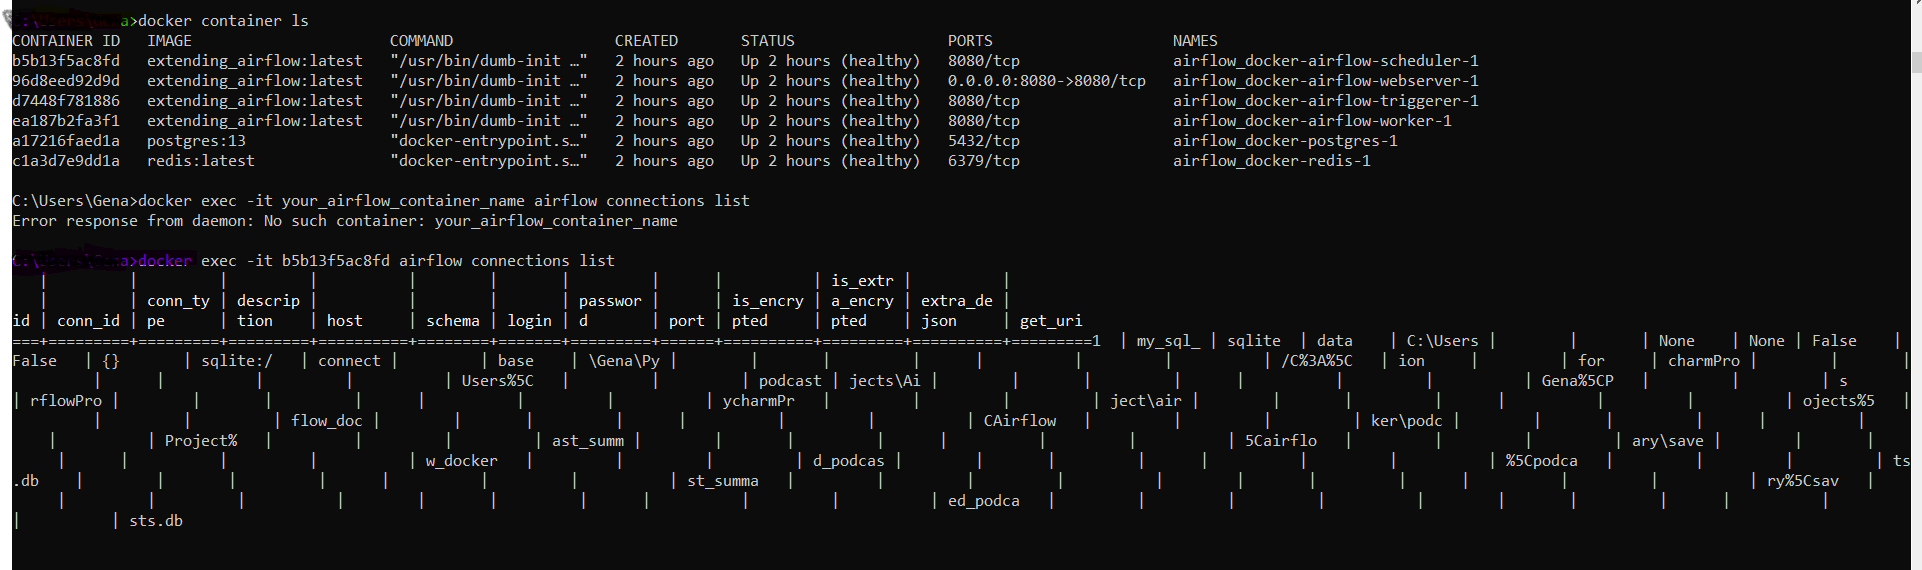 a>docker container ls
CONTAINER ID   IMAGE                      COMMAND                  CREATED       STATUS                 PORTS                    NAMES
b5b13f5ac8fd   extending_airflow:latest   "/usr/bin/dumb-init …"   2 hours ago   Up 2 hours (healthy)   8080/tcp                 airflow_docker-airflow-scheduler-1
96d8eed92d9d   extending_airflow:latest   "/usr/bin/dumb-init …"   2 hours ago   Up 2 hours (healthy)   0.0.0.0:8080->8080/tcp   airflow_docker-airflow-webserver-1
d7448f781886   extending_airflow:latest   "/usr/bin/dumb-init …"   2 hours ago   Up 2 hours (healthy)   8080/tcp                 airflow_docker-airflow-triggerer-1
ea187b2fa3f1   extending_airflow:latest   "/usr/bin/dumb-init …"   2 hours ago   Up 2 hours (healthy)   8080/tcp                 airflow_docker-airflow-worker-1
a17216faed1a   postgres:13                "docker-entrypoint.s…"   2 hours ago   Up 2 hours (healthy)   5432/tcp                 airflow_docker-postgres-1
c1a3d7e9dd1a   redis:latest               "docker-entrypoint.s…"   2 hours ago   Up 2 hours (healthy)   6379/tcp                 airflow_docker-redis-1
C:\Users\Gena>docker exec -it your_airflow_container_name airflow connections list
Error response from daemon: No such container: your_airflow_container_name
>docker exec -it b5b13f5ac8fd airflow connections list
   |         |         |         |          |        |       |         |      |          | is_extr |          |
   |         | conn_ty | descrip |          |        |       | passwor |      | is_encry | a_encry | extra_de |
id | conn_id | pe      | tion    | host     | schema | login | d       | port | pted     | pted    | json     | get_uri
===+=========+=========+=========+==========+========+=======+=========+======+==========+=========+==========+=========1  | my_sql_ | sqlite  | data    | C:\Users |        |       | None    | None | False    |
False   | {}       | sqlite:/   | connect |         | base    | \Gena\Py |        |       |         |      |          |         |          | /C%3A%5C   | ion     |         | for     | charmPro |        |       |
         |      |          |         |          | Users%5C   |         |         | podcast | jects\Ai |        |       |         |      |          |         |          | Gena%5CP   |         |         | s
| rflowPro |        |       |         |      |          |         |          | ycharmPr   |         |         |         | ject\air |        |       |         |      |          |         |          | ojects%5   |
         |         |         | flow_doc |        |       |         |      |          |         |          | CAirflow   |         |         |         | ker\podc |        |       |         |      |          |
    |          | Project%   |         |         |         | ast_summ |        |       |         |      |          |         |          | 5Cairflo   |         |         |         | ary\save |        |       |
     |      |          |         |          | w_docker   |         |         |         | d_podcas |        |       |         |      |          |         |          | %5Cpodca   |         |         |         | ts
.db    |        |       |         |      |          |         |          | st_summa   |         |         |         |          |        |       |         |      |          |         |          | ry%5Csav   |
     |         |         |          |        |       |         |      |          |         |          | ed_podca   |         |         |         |          |        |       |         |      |          |
|          | sts.db